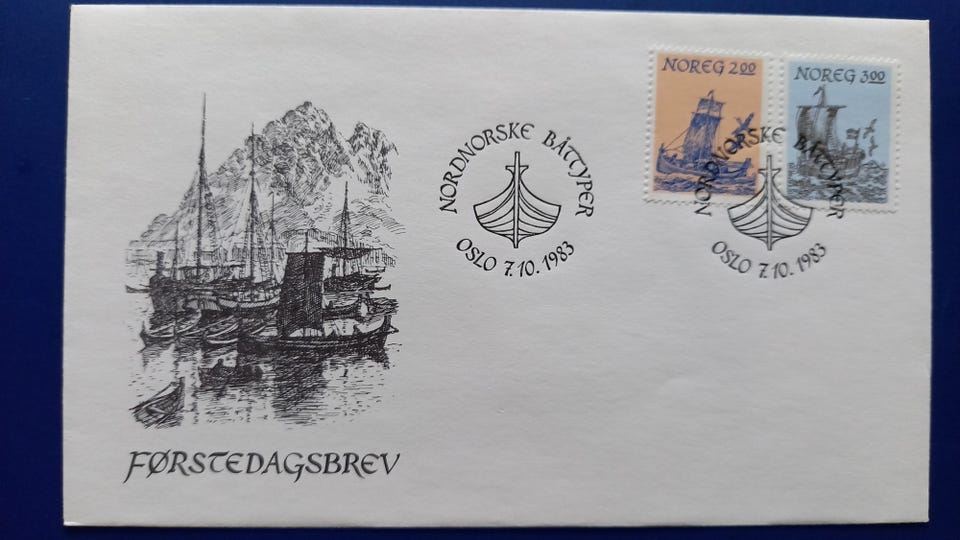 NOREG 2.00
NOREG 3.00
NORDNORSKE BÅTTYPER
OSLO 7.10.1983
NORDNORSKE BÅTTYPER
OSLO 7.10.1983
FØRSTEDAGSBREV